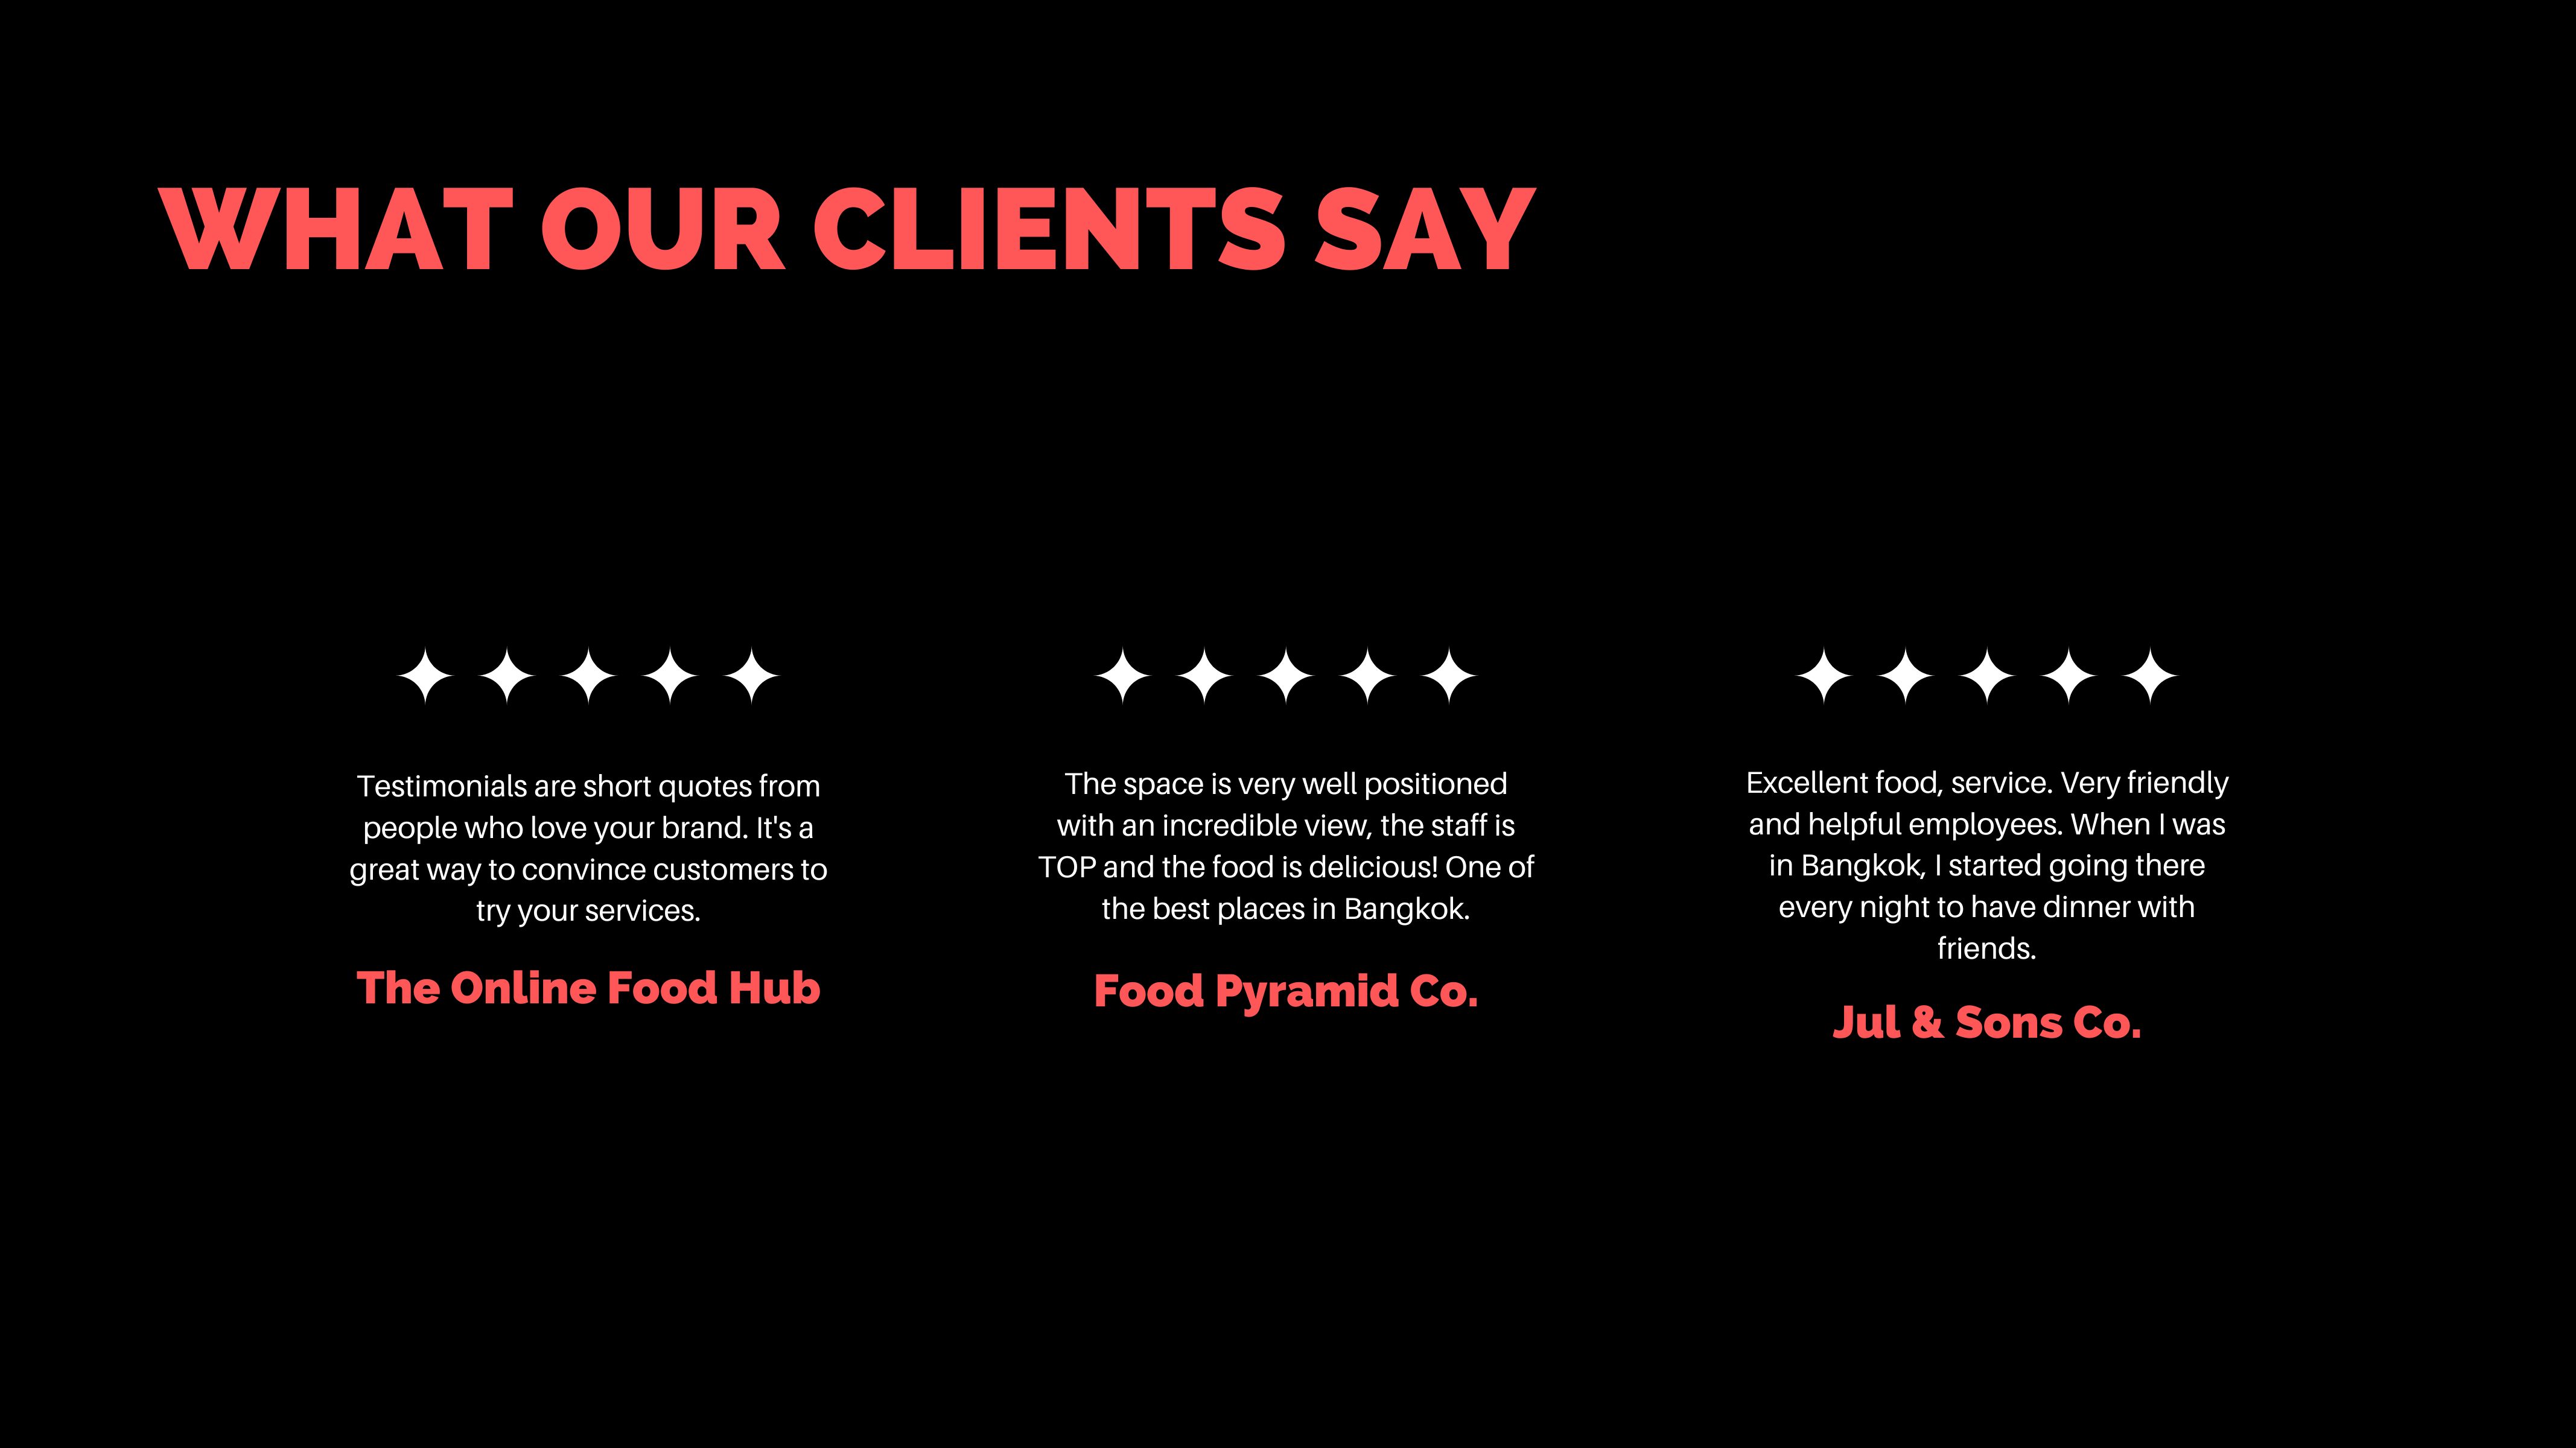 WHAT OUR CLIENTS SAY
Testimonials are short quotes from
people who love your brand. It's a
great way to convince customers to
try your services.
The Online Food Hub
The space is very well positioned
with an incredible view, the staff is
TOP and the food is delicious! One of
the best places in Bangkok.
Food Pyramid Co.
Excellent food, service. Very friendly
and helpful employees. When I was
in Bangkok, I started going there
every night to have dinner with
friends.
Jul & Sons Co.